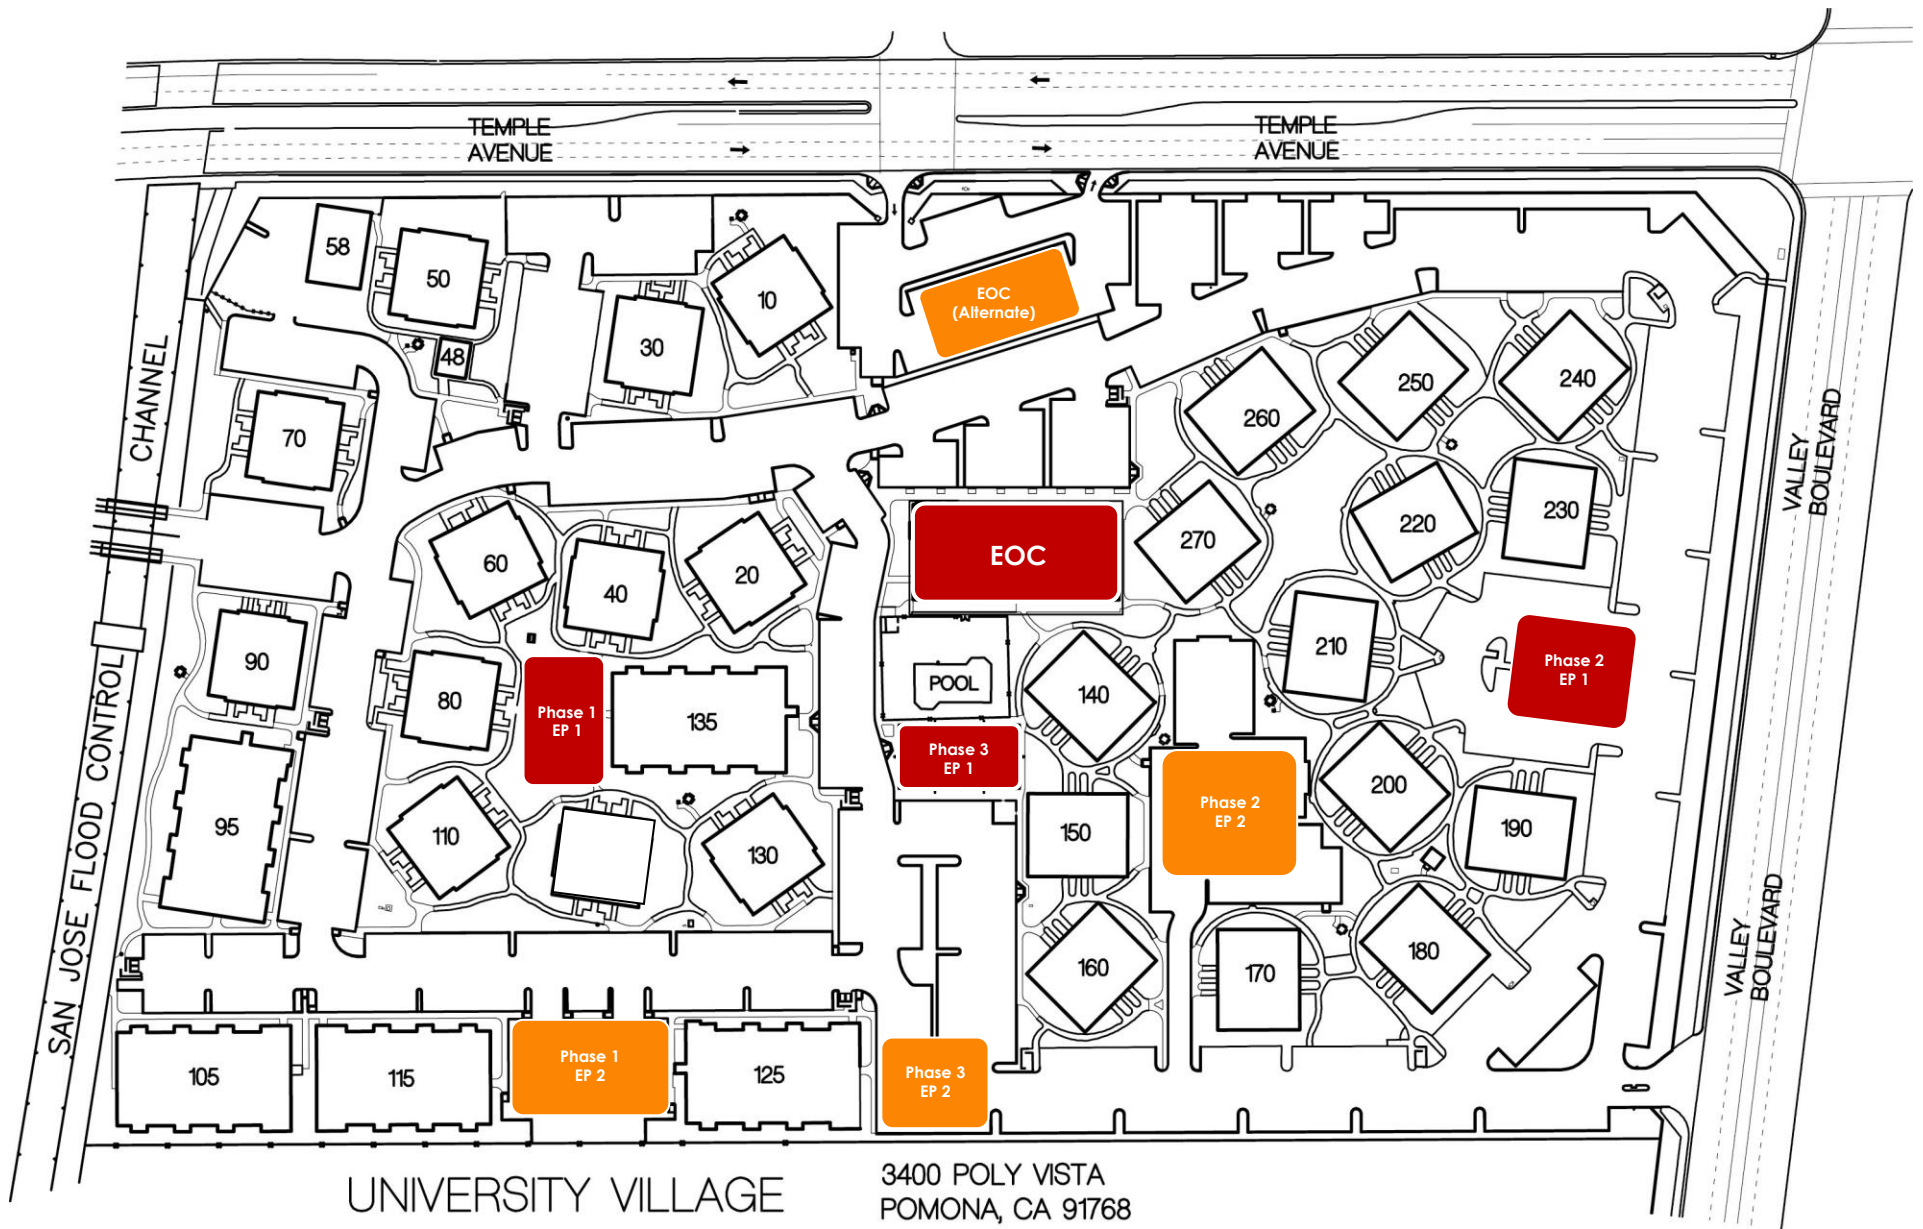 TEMPLE
AVENUE
TEMPLE
AVENUE
58
50
10
30
48
EOC
(Alternate)
CHANNEL
70
250
240
260
VALLEY
BOULEVARD
60
40
20
EOC
270
220
230
90
80
Phase 1
EP 1
135
POOL
140
210
Phase 2
EP 1
Phase 3
EP 1
SAN JOSE FLOOD CONTROL
95
110
130
150
Phase 2
EP 2
200
190
VALLEY
BOULEVARD
160
170
180
105
115
Phase 1
EP 2
125
Phase 3
EP 2
UNIVERSITY VILLAGE
3400 POLY VISTA
POMONA, CA 91768